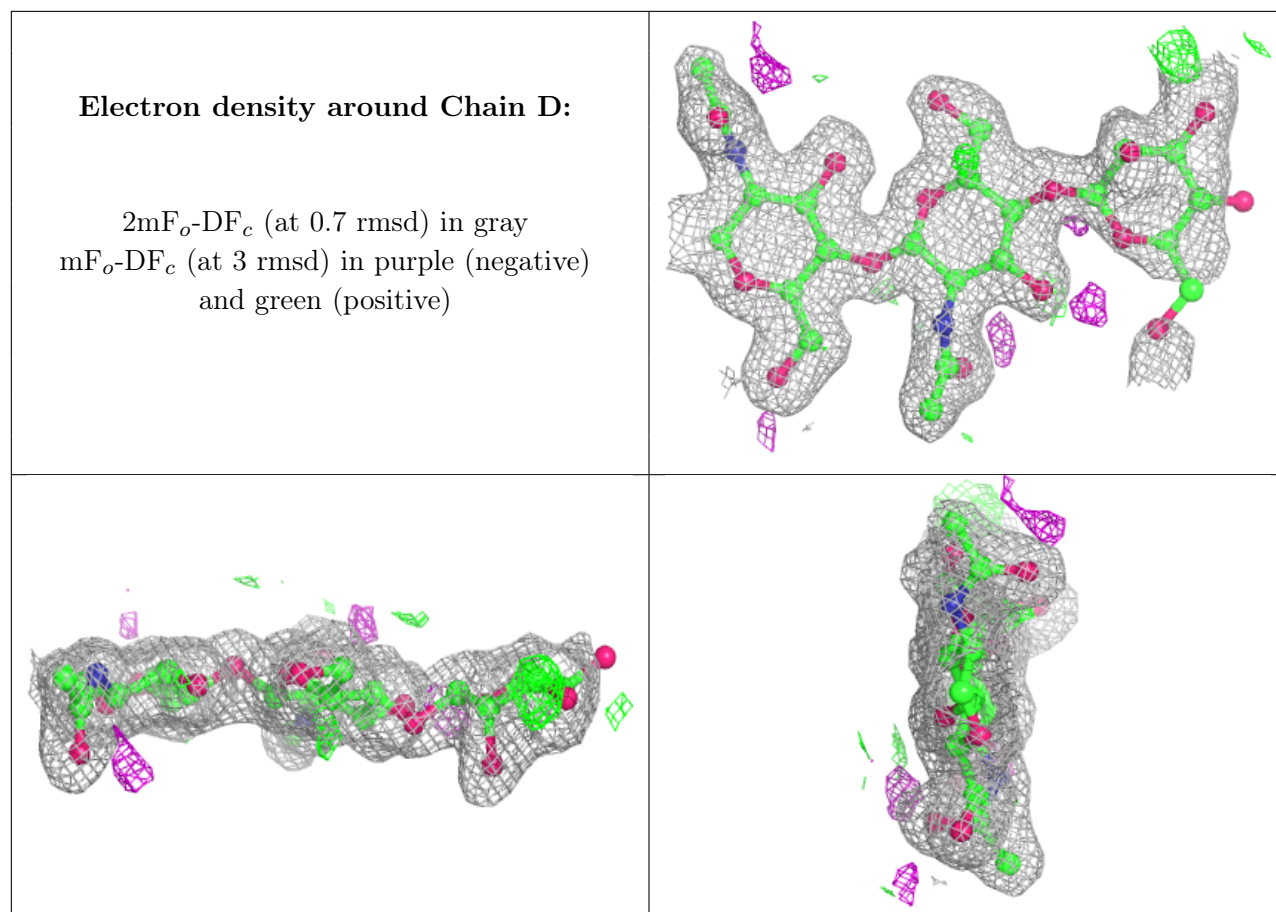 Electron density around Chain D:
2mFₒ-DF𝑐 (at 0.7 rmsd) in gray
mFₒ-DF𝑐 (at 3 rmsd) in purple (negative)
and green (positive)